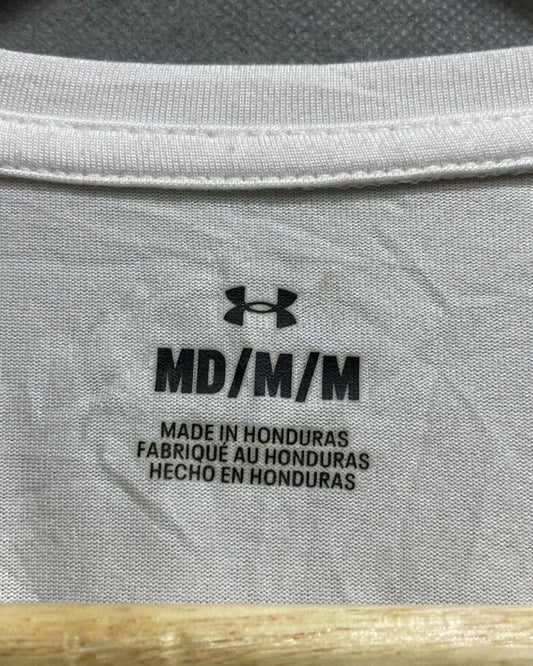 MD/M/M
MADE IN HONDURAS
FABRIQUÉ AU HONDURAS
HECHO EN HONDURAS